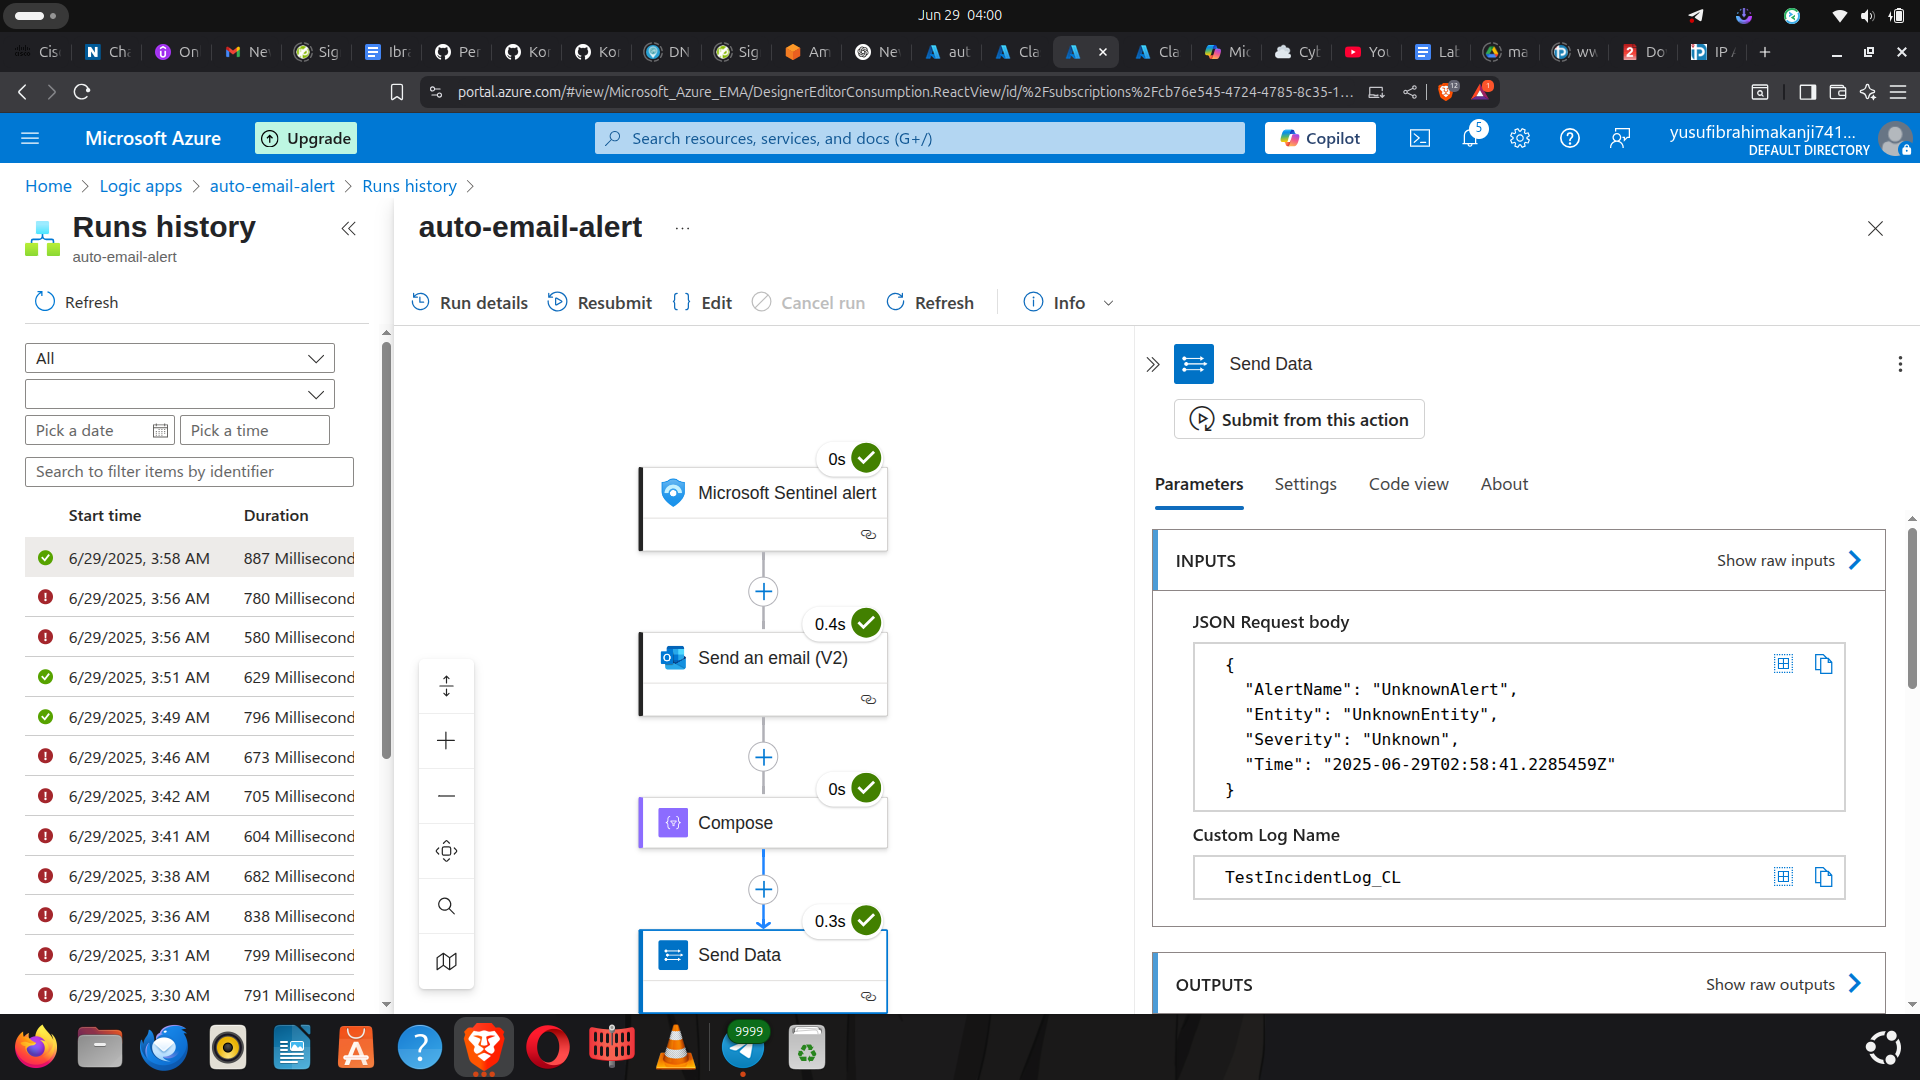 Jun 29 04:00
Cis
Cha
Onl
Nev
Sig
Ibra
Per
Kor
Kor
DN
Sig
Am
Nev
aut
Cla
Cla
Mic
Cyb
You
Lab
ma
ww
Do
IP A
portal.azure.com/#view/Microsoft_Azure_EMA/DesignerEditorConsumption.ReactView/id/%2Fsubscriptions%2Fcb76e545-4724-4785-8c35-1...
12
1
Microsoft Azure
Upgrade
Search resources, services, and docs (G+/)
Copilot
5
yusufibrahimakanji741...
DEFAULT DIRECTORY
Home > Logic apps > auto-email-alert > Runs history >
Runs history
auto-email-alert
Refresh
All
Pick a date
Pick a time
Search to filter items by identifier
Start time Duration
6/29/2025, 3:58 AM 887 Millisecond
6/29/2025, 3:56 AM 780 Millisecond
6/29/2025, 3:56 AM 580 Millisecond
6/29/2025, 3:51 AM 629 Millisecond
6/29/2025, 3:49 AM 796 Millisecond
6/29/2025, 3:46 AM 673 Millisecond
6/29/2025, 3:42 AM 705 Millisecond
6/29/2025, 3:41 AM 604 Millisecond
6/29/2025, 3:38 AM 682 Millisecond
6/29/2025, 3:36 AM 838 Millisecond
6/29/2025, 3:31 AM 799 Millisecond
6/29/2025, 3:30 AM 791 Millisecond
auto-email-alert ...
Run details
Resubmit
Edit
Cancel run
Refresh
Info
0s
Microsoft Sentinel alert
0.4s
Send an email (V2)
0s
Compose
0.3s
Send Data
Send Data
Submit from this action
Parameters Settings Code view About
INPUTS Show raw inputs
JSON Request body
{
"AlertName": "UnknownAlert",
"Entity": "UnknownEntity",
"Severity": "Unknown",
"Time": "2025-06-29T02:58:41.2285459Z"
}
Custom Log Name
TestIncidentLog_CL
OUTPUTS Show raw outputs
9999